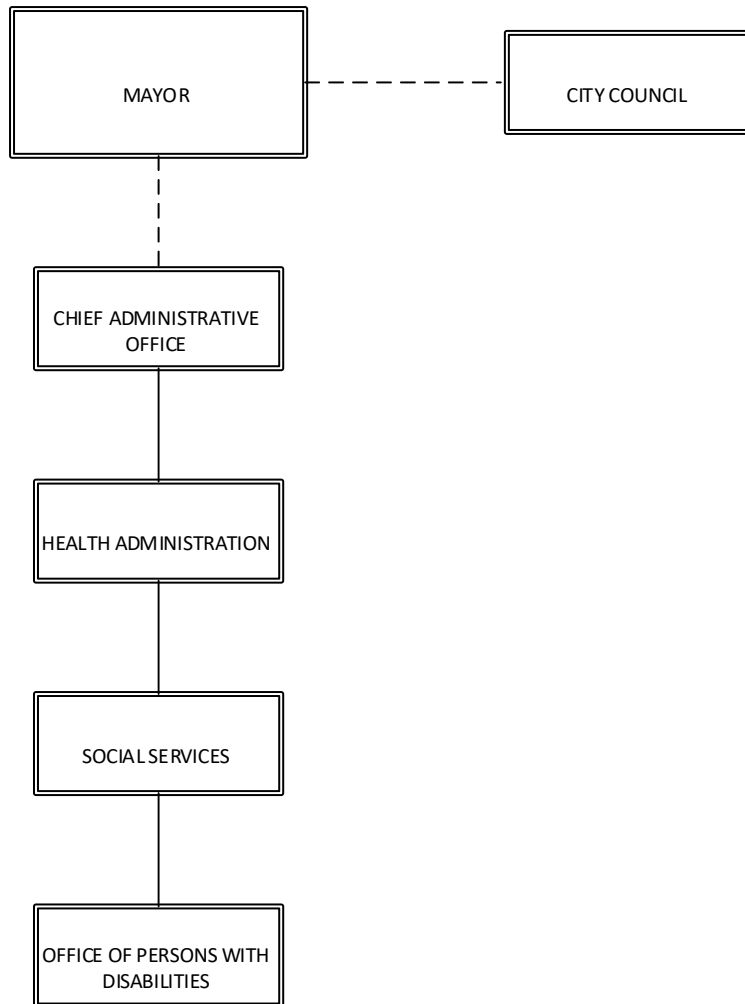 MAYOR
CITY COUNCIL
CHIEF ADMINISTRATIVE
OFFICE
HEALTH ADMINISTRATION
SOCIAL SERVICES
OFFICE OF PERSONS WITH
DISABILITIES